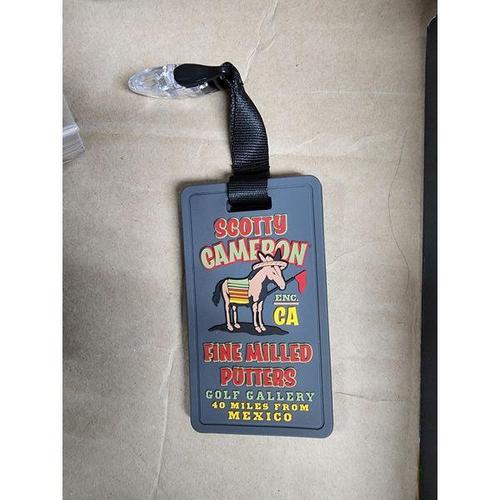 SCOTTY
CAMERON
ENC.
CA
FINE MILLED
PUTTERS
GOLF GALLERY
40 MILES FROM
MEXICO